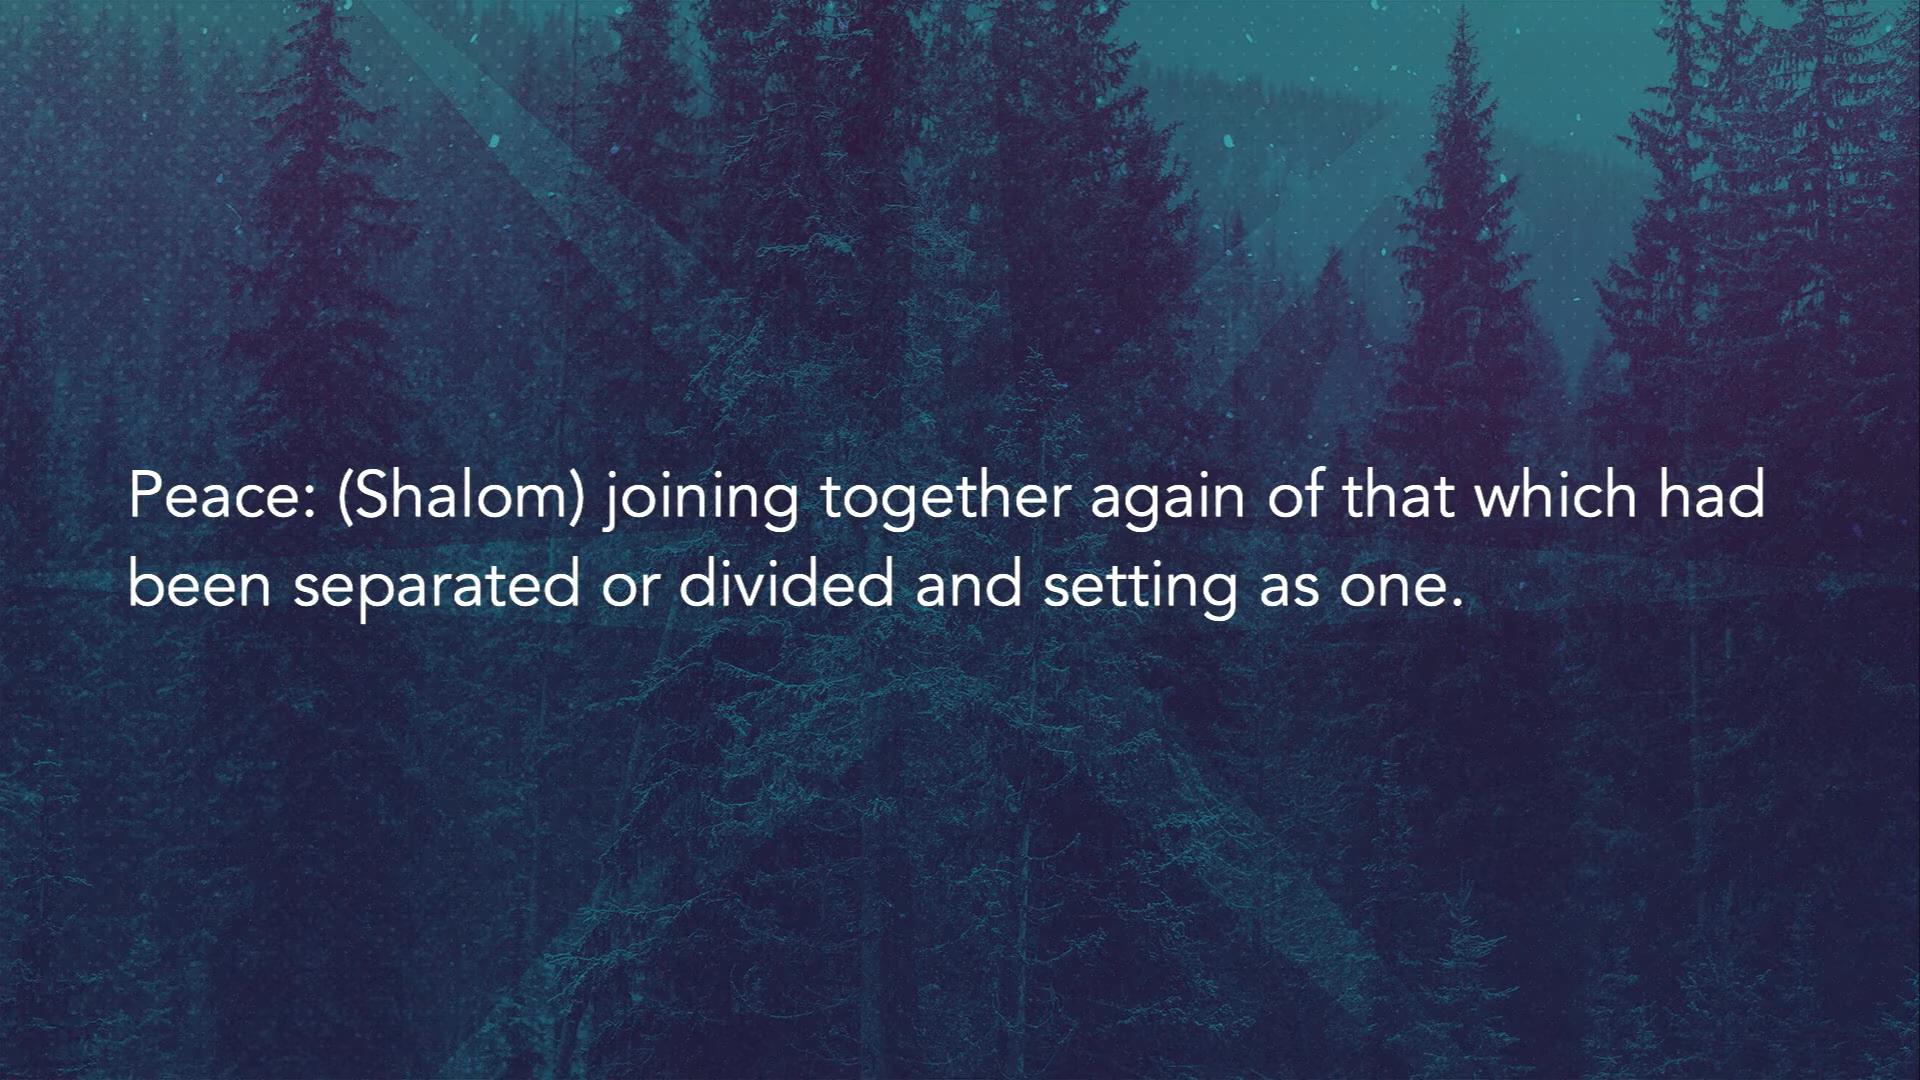 Peace: (Shalom) joining together again of that which had
been separated or divided and setting as one.